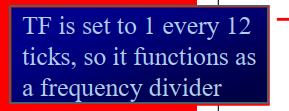 TF is set to 1 every 12
ticks, so it functions as
a frequency divider